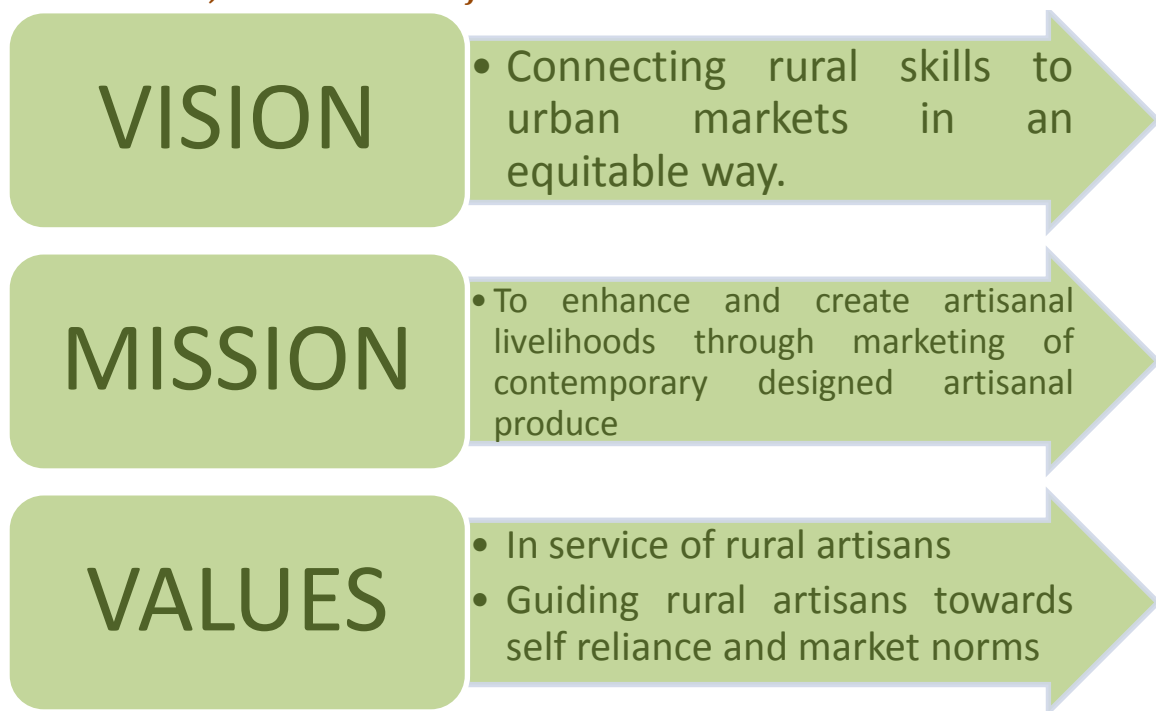 VISION
• Connecting rural skills to
urban markets in an
equitable way.
MISSION
• To enhance and create artisanal
livelihoods through marketing of
contemporary designed artisanal
produce
VALUES
• In service of rural artisans
• Guiding rural artisans towards
self reliance and market norms